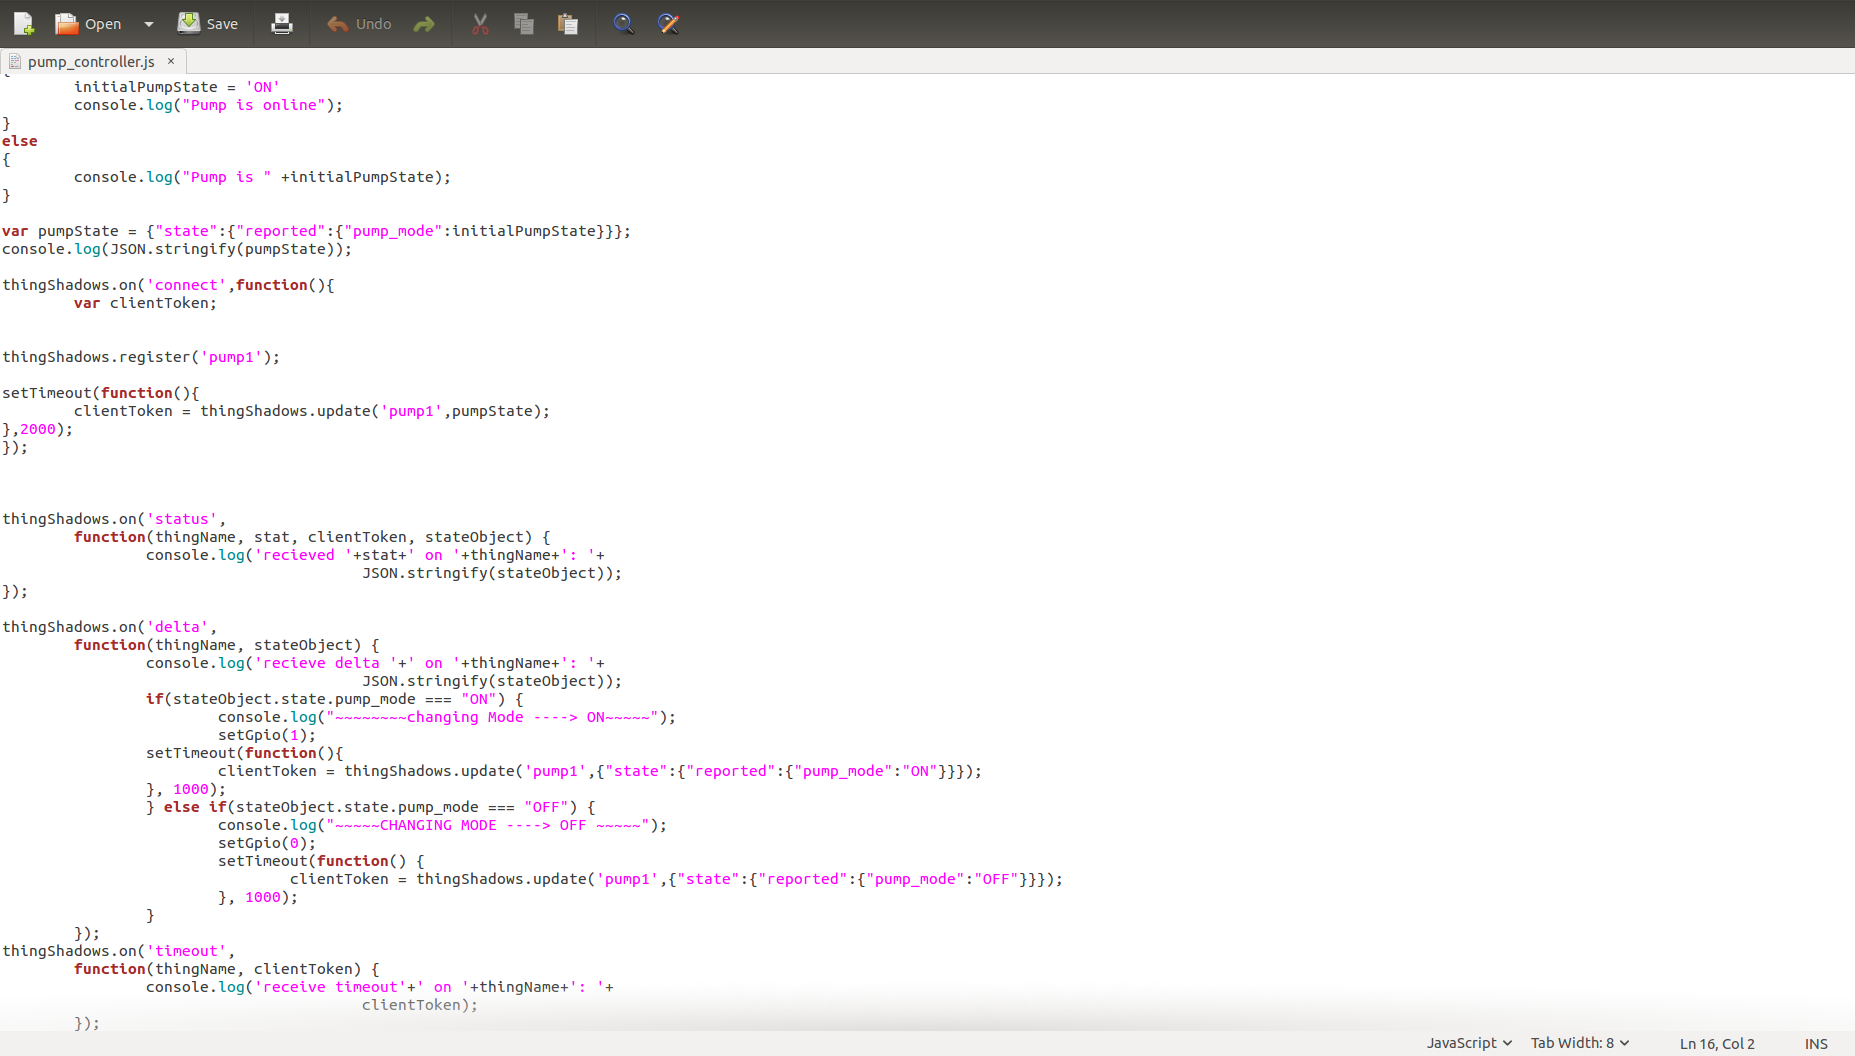 Open Save Undo
pump_controller.js ×
{
        initialPumpState = 'ON'
        console.log("Pump is online");
}
else
{
        console.log("Pump is " +initialPumpState);
}
var pumpState = {"state":{"reported":{"pump_mode":initialPumpState}}};
console.log(JSON.stringify(pumpState));
thingShadows.on('connect',function(){
        var clientToken;
thingShadows.register('pump1');
setTimeout(function(){
        clientToken = thingShadows.update('pump1',pumpState);
},2000);
});
thingShadows.on('status',
        function(thingName, stat, clientToken, stateObject) {
                console.log('recieved '+stat+' on '+thingName+': '+
                                        JSON.stringify(stateObject));
});
thingShadows.on('delta',
        function(thingName, stateObject) {
                console.log('recieve delta '+' on '+thingName+': '+
                                        JSON.stringify(stateObject));
                if(stateObject.state.pump_mode === "ON") {
                        console.log("~~~~~~~~changing Mode ----> ON~~~~~");
                        setGpio(1);
                setTimeout(function(){
                        clientToken = thingShadows.update('pump1',{"state":{"reported":{"pump_mode":"ON"}}});
                }, 1000);
                } else if(stateObject.state.pump_mode === "OFF") {
                        console.log("~~~~~CHANGING MODE ----> OFF ~~~~~");
                        setGpio(0);
                        setTimeout(function() {
                                clientToken = thingShadows.update('pump1',{"state":{"reported":{"pump_mode":"OFF"}}});
                        }, 1000);
                }
        });
thingShadows.on('timeout',
        function(thingName, clientToken) {
                console.log('receive timeout'+' on '+thingName+': '+
                                        clientToken);
        });
JavaScript Tab Width: 8 Ln 16, Col 2 INS